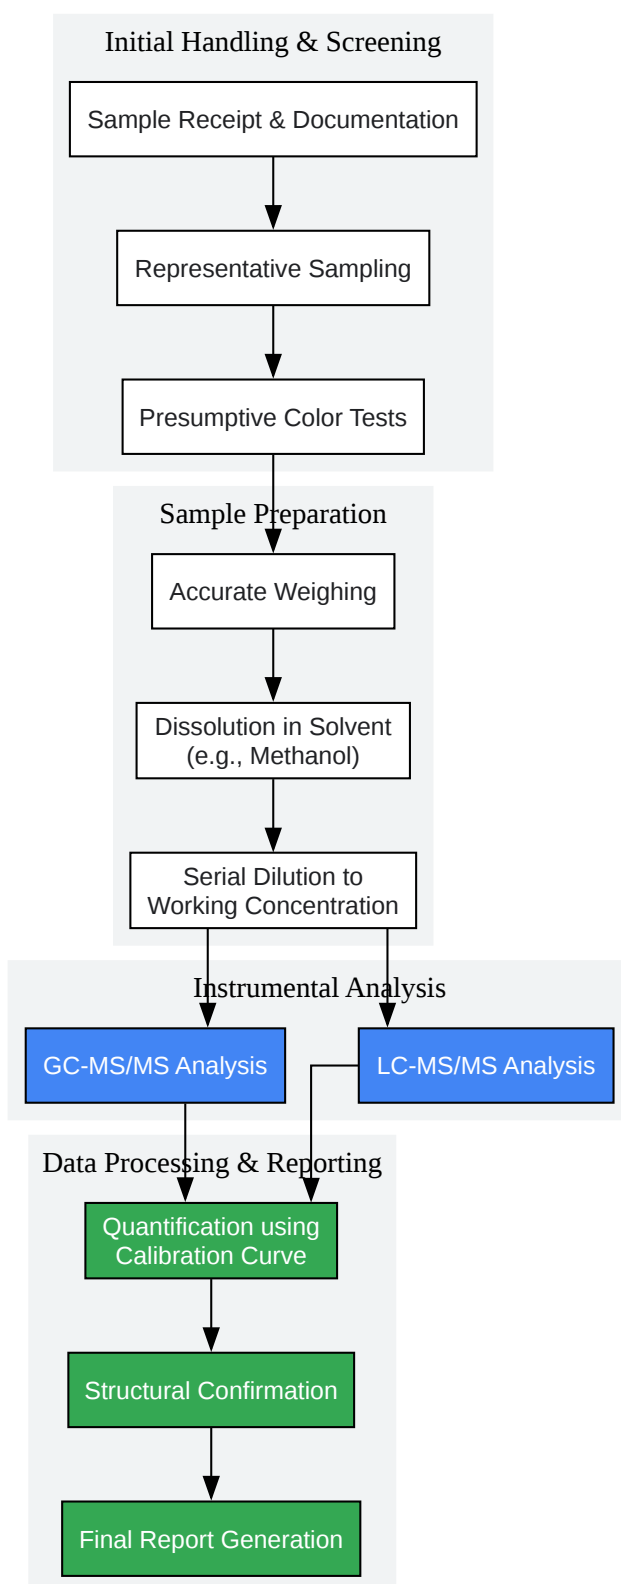 Initial Handling & Screening
Sample Receipt & Documentation
Representative Sampling
Presumptive Color Tests
Sample Preparation
Accurate Weighing
Dissolution in Solvent
(e.g., Methanol)
Serial Dilution to
Working Concentration
Instrumental Analysis
GC-MS/MS Analysis
LC-MS/MS Analysis
Data Processing & Reporting
Quantification using
Calibration Curve
Structural Confirmation
Final Report Generation